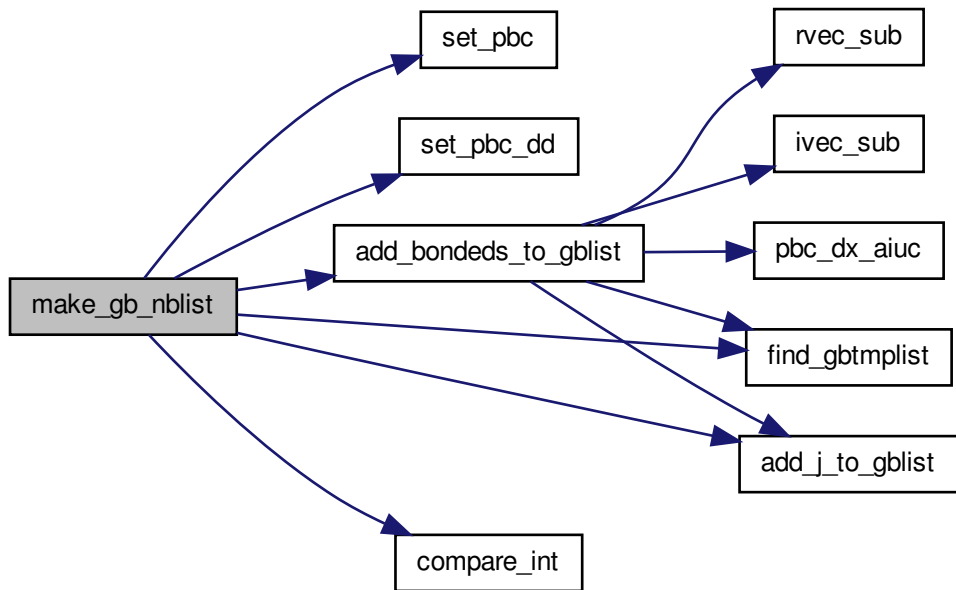 set_pbc
rvec_sub
set_pbc_dd
ivec_sub
add_bondeds_to_gblist
pbc_dx_aiuc
make_gb_nblist
find_gbtmplist
add_j_to_gblist
compare_int